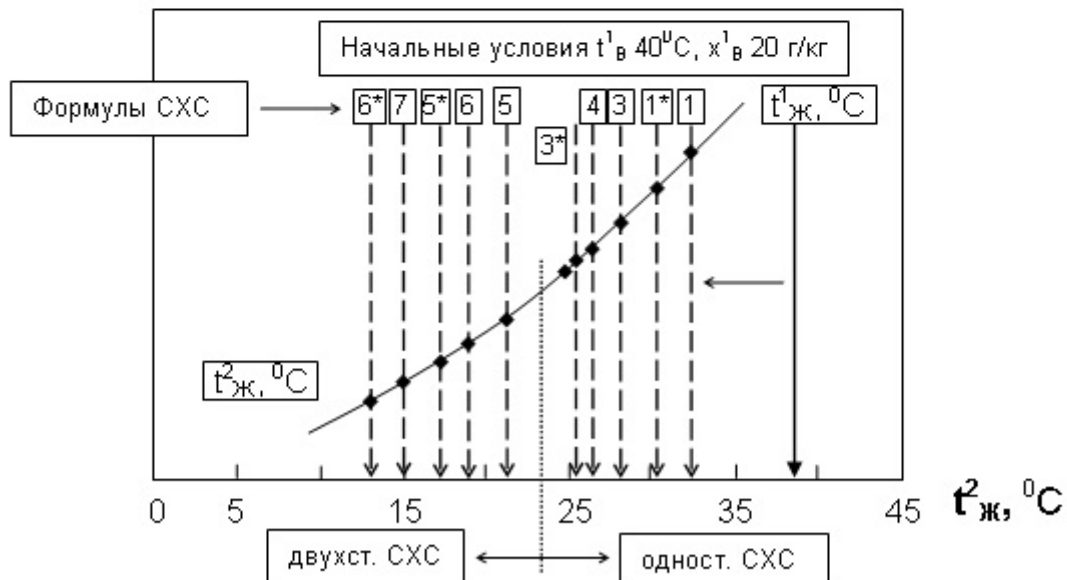 Начальные условия t¹в 40⁰С, х¹в 20 г/кг
Формулы СХС
6* 7 5* 6 5 4 3 1* 1
3*
t¹ж, ⁰С
t²ж, ⁰С
0 5 15 25 35 45
t²ж, ⁰С
двухст. СХС
одност. СХС